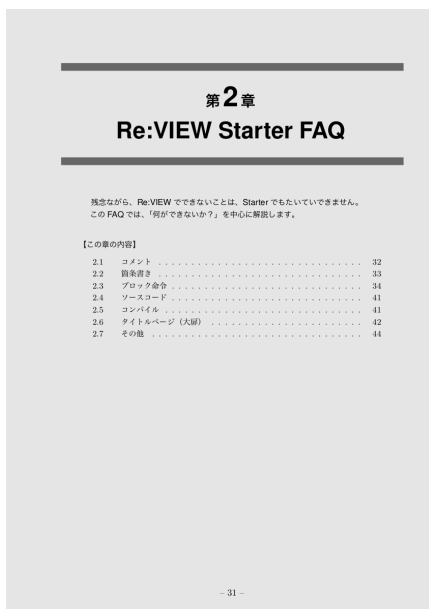 第2章
Re:VIEW Starter FAQ
残念ながら、Re:VIEW でできないことは、Starter でもたいていできません。
この FAQ では、「何ができないか？」を中心に解説します。
【この章の内容】
2.1 コメント . . . . . . . . . . . . . . . . . . . . . . . . . . . . . . 32
2.2 箇条書き . . . . . . . . . . . . . . . . . . . . . . . . . . . . . . 33
2.3 ブロック命令 . . . . . . . . . . . . . . . . . . . . . . . . . . . . 34
2.4 ソースコード . . . . . . . . . . . . . . . . . . . . . . . . . . . . 41
2.5 コンパイル . . . . . . . . . . . . . . . . . . . . . . . . . . . . . 41
2.6 タイトルページ（大扉） . . . . . . . . . . . . . . . . . . . . . . 42
2.7 その他 . . . . . . . . . . . . . . . . . . . . . . . . . . . . . . . 44
– 31 –